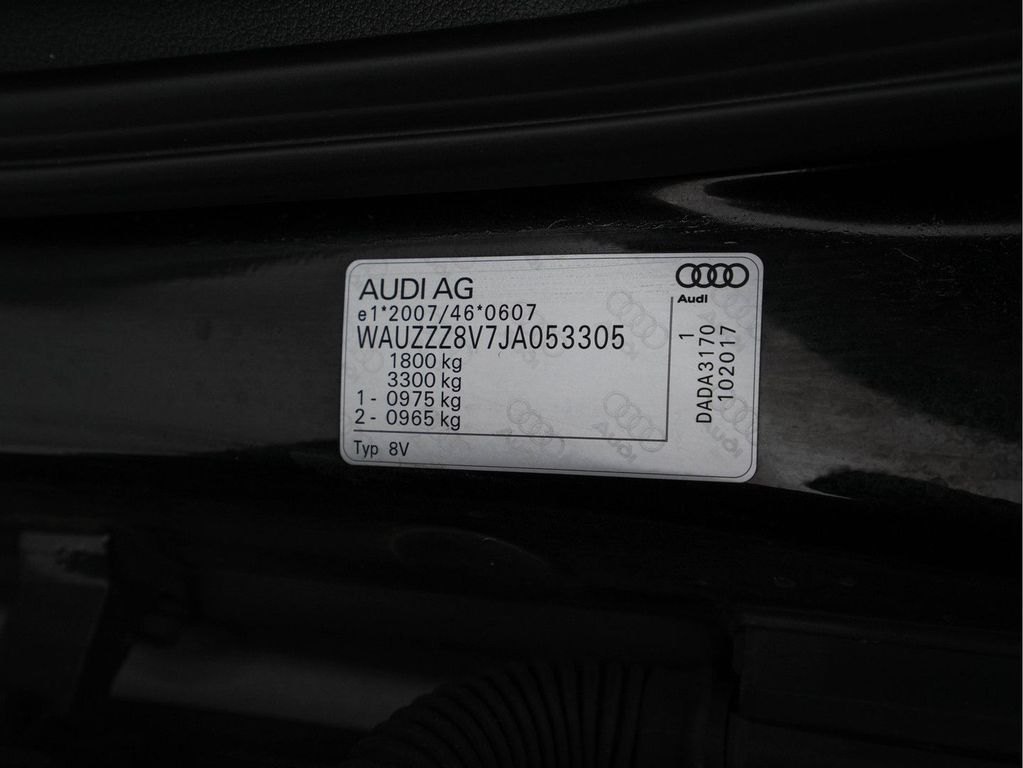 AUDI AG
e1*2007/46*0607
WAUZZZ8V7JA053305
1800 kg
3300 kg
1 - 0975 kg
2 - 0965 kg
Typ 8V
Audi
DADA3170 1
102017
Audi